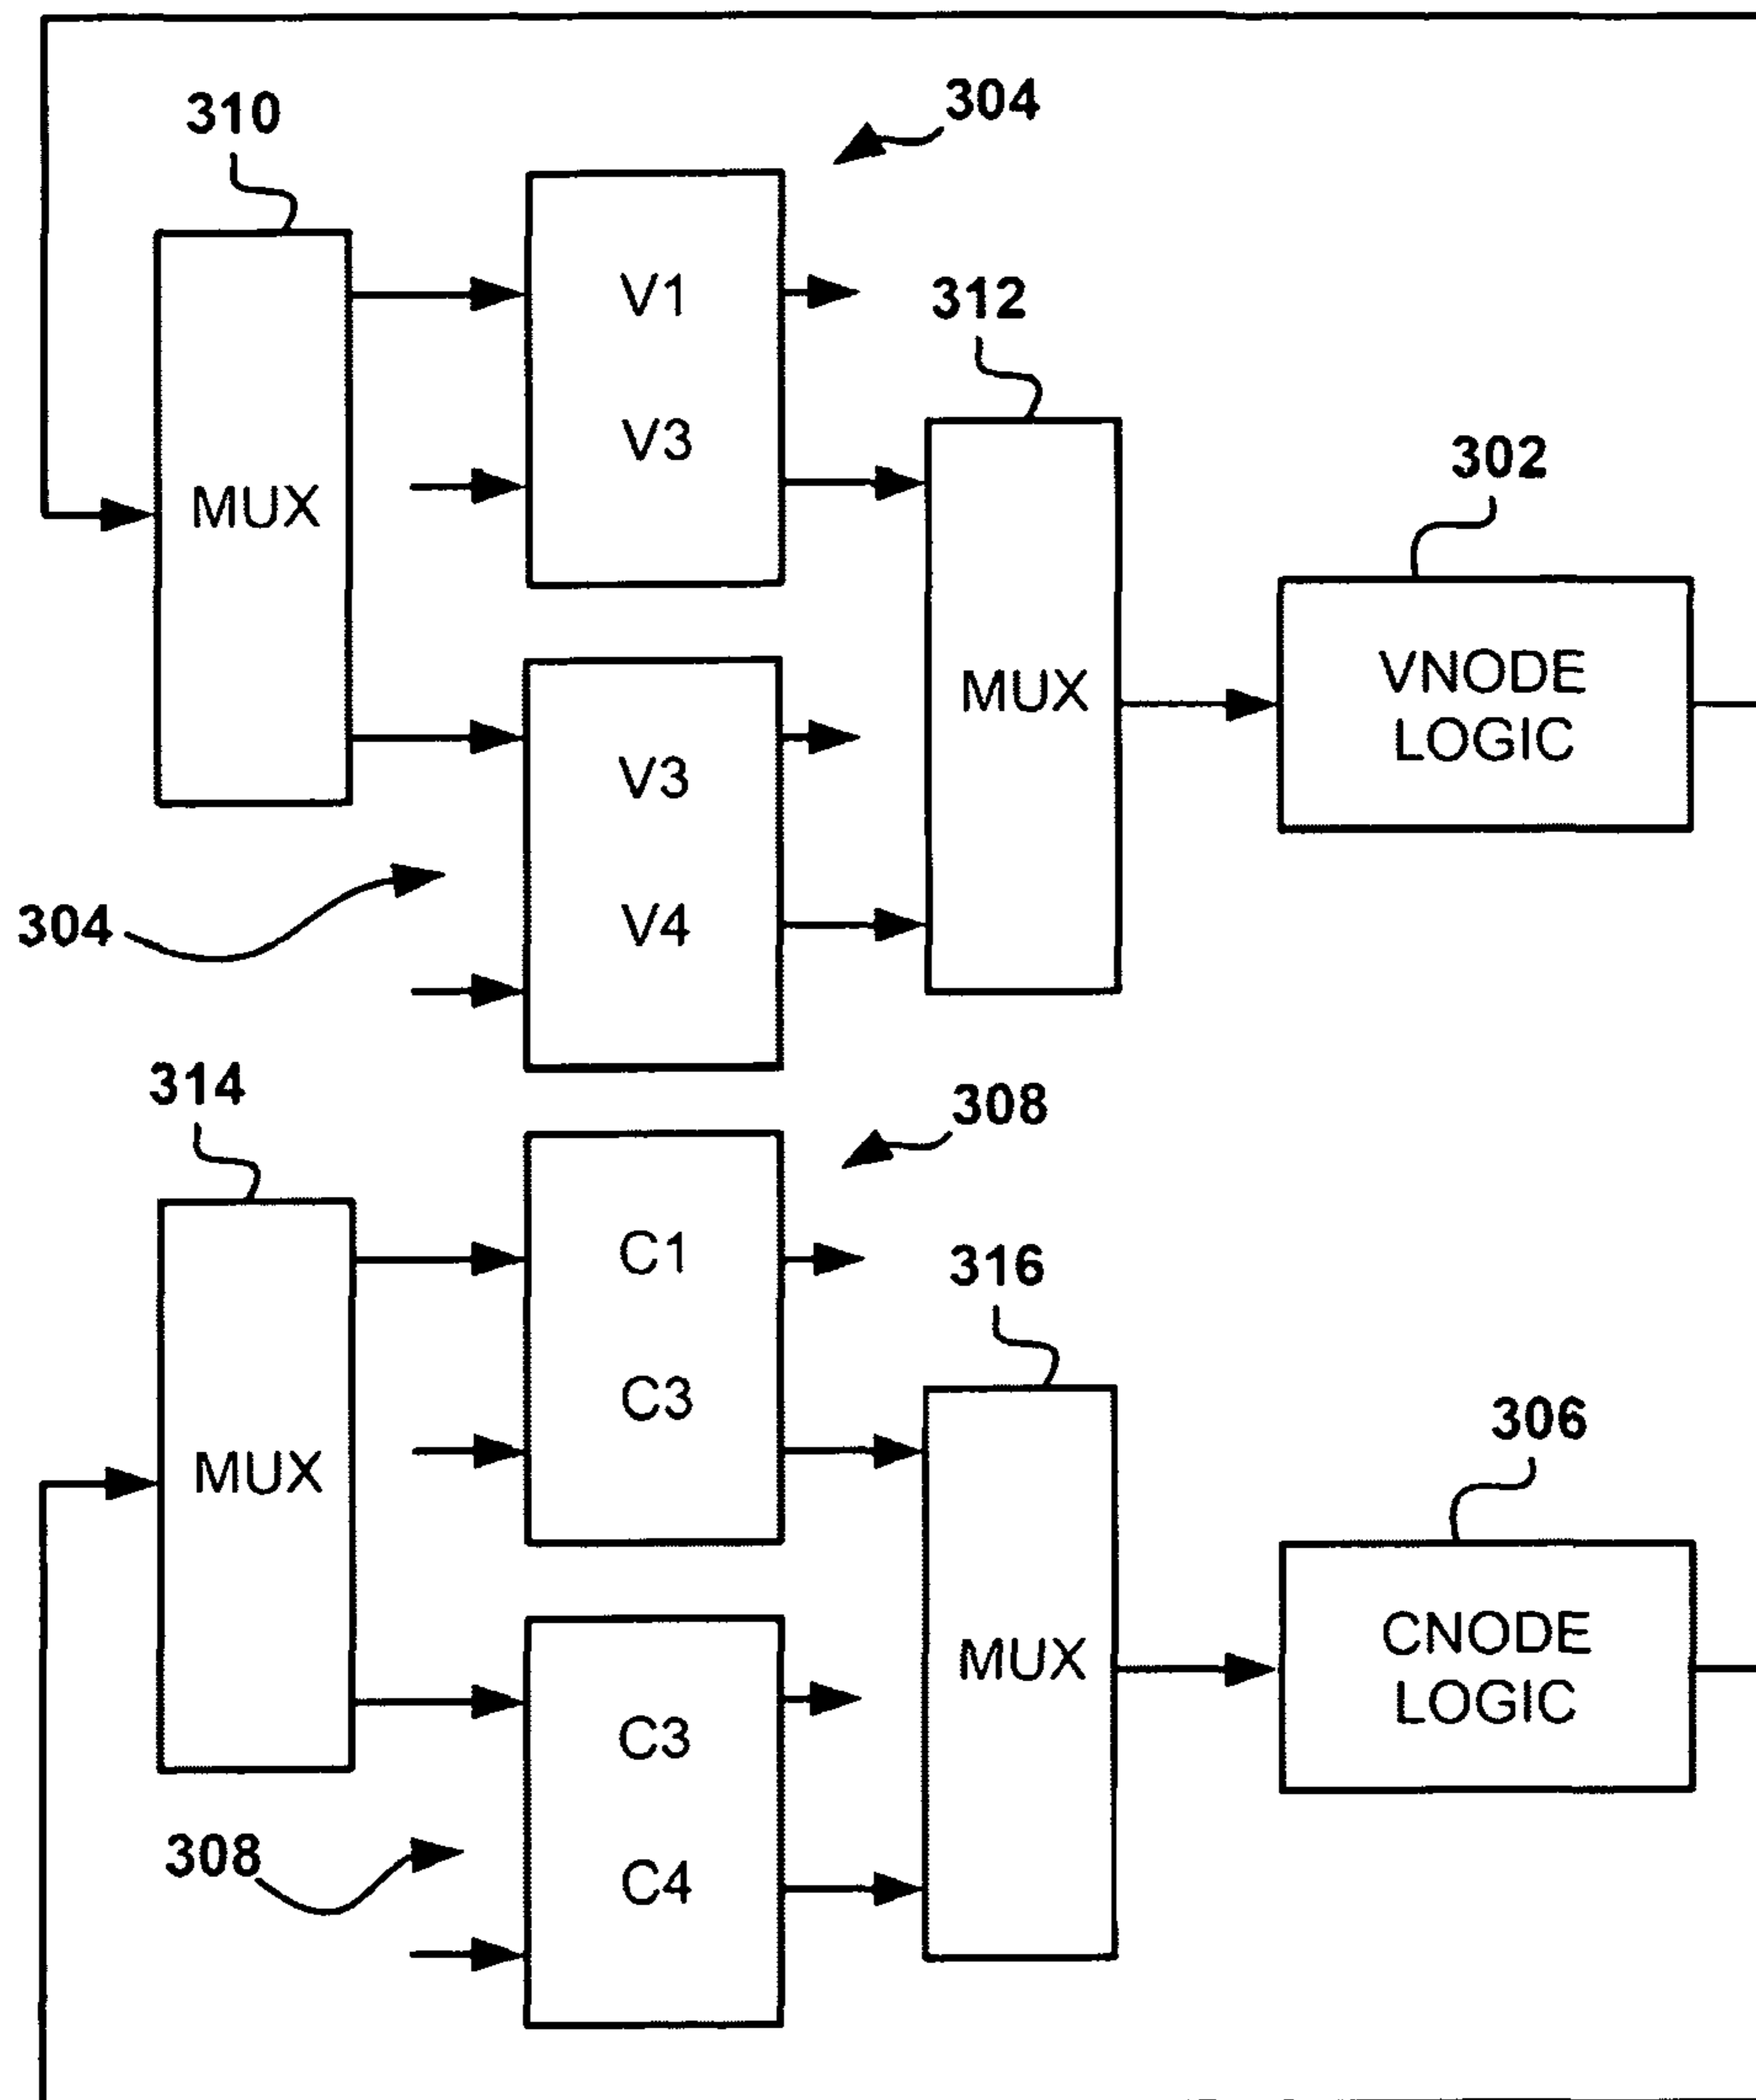 304
310
V1
312
V3
302
MUX
MUX
VNODE
LOGIC
V3
304
V4
314
308
C1
316
C3
306
MUX
CNODE
LOGIC
MUX
C3
308
C4